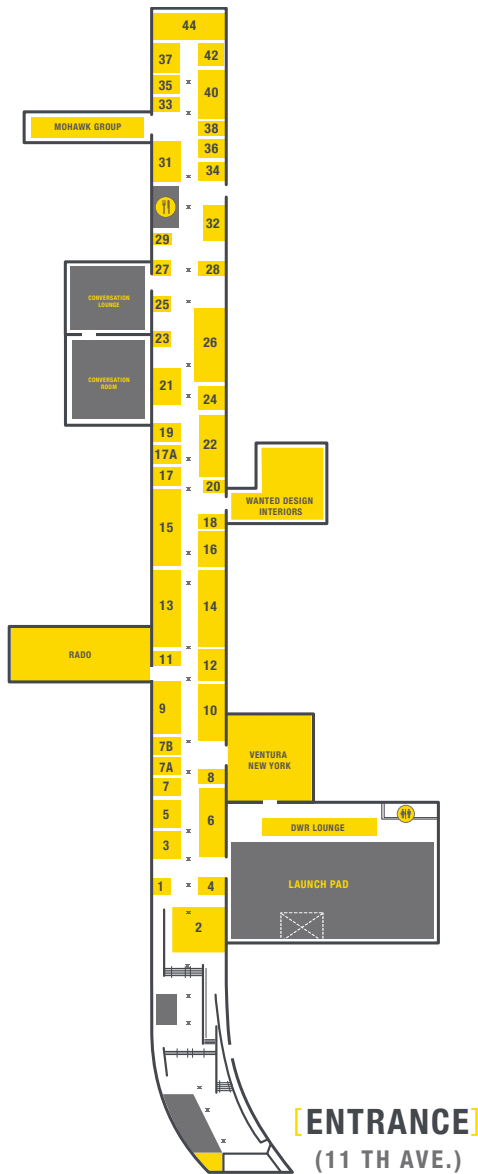 44
37
42
35
40
33
MOHAWK GROUP
38
36
31
34
32
29
27
28
CONVERSATION
LOUNGE
25
23
26
CONVERSATION
ROOM
21
24
19
22
17A
17
20
WANTED DESIGN
INTERIORS
15
18
16
13
14
RADO
11
12
9
10
7B
VENTURA
NEW YORK
7A
8
7
5
6
DWR LOUNGE
3
1
4
LAUNCH PAD
2
[ENTRANCE]
(11 TH AVE.)